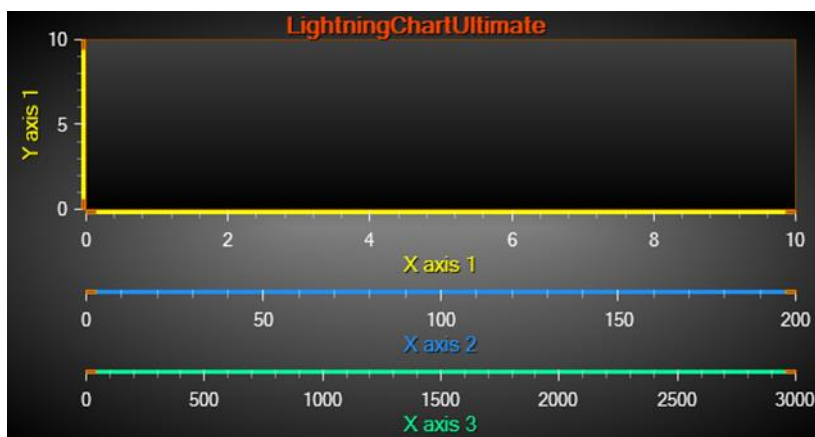 LightningChartUltimate
10
5
0
Y axis 1
0 2 4 6 8 10
X axis 1
0 50 100 150 200
X axis 2
0 500 1000 1500 2000 2500 3000
X axis 3